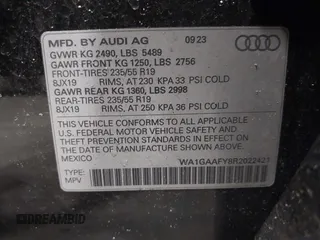 MFD. BY AUDI AG 09 23
GVWR KG 2490, LBS 5489
GAWR FRONT KG 1250, LBS 2756
FRONT-TIRES 235/55 R19
8JX19 RIMS, AT 230 KPA 33 PSI COLD
GAWR REAR KG 1360, LBS 2998
REAR-TIRES 235/55 R19
8JX19 RIMS, AT 250 KPA 36 PSI COLD
THIS VEHICLE CONFORMS TO ALL APPLICABLE
U.S. FEDERAL MOTOR VEHICLE SAFETY AND
THEFT PREVENTION STANDARDS IN EFFECT
ON THE DATE OF MANUFACTURE SHOWN ABOVE.
MEXICO
TYPE: WA1GAAFY8R2022421
MPV
DREAMBID